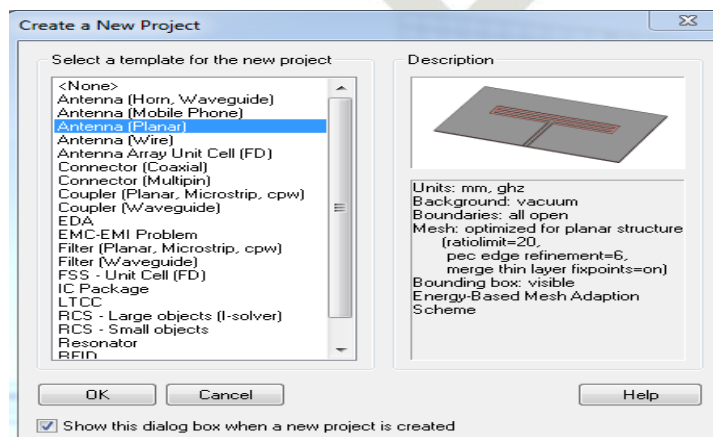 Create a New Project
Select a template for the new project
<None>
Antenna (Horn, Waveguide)
Antenna (Mobile Phone)
Antenna (Planar)
Antenna (Wire)
Antenna Array Unit Cell (FD)
Connector (Coaxial)
Connector (Multipin)
Coupler (Planar, Microstrip, cpw)
Coupler (Waveguide)
EDA
EMC-EMI Problem
Filter (Planar, Microstrip, cpw)
Filter (Waveguide)
FSS - Unit Cell (FD)
IC Package
LTCC
RCS - Large objects (I-solver)
RCS - Small objects
Resonator
RFID
Description
Units: mm, ghz
Background: vacuum
Boundaries: all open
Mesh: optimized for planar structure
(ratiolimit=20,
pec edge refinement=6,
merge thin layer fixpoints=on)
Bounding box: visible
Energy-Based Mesh Adaption
Scheme
OK
Cancel
Help
Show this dialog box when a new project is created